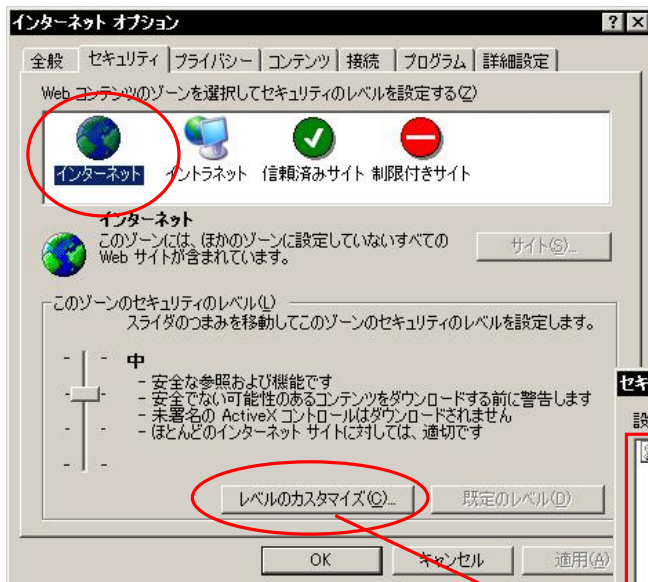 インターネット オプション
全般 セキュリティ プライバシー コンテンツ 接続 プログラム 詳細設定
Web コンテンツのゾーンを選択してセキュリティのレベルを設定する(Z)
インターネット イントラネット 信頼済みサイト 制限付きサイト
インターネット
このゾーンには、ほかのゾーンに設定していないすべての
Web サイトが含まれています。
サイト(S)...
このゾーンのセキュリティのレベル(L)
スライダのつまみを移動してこのゾーンのセキュリティのレベルを設定します。
中
- 安全な参照および機能です
- 安全でない可能性のあるコンテンツをダウンロードする前に警告します
- 未署名の ActiveX コントロールはダウンロードされません
- ほとんどのインターネット サイトに対しては、適切です
セキ
設
レベルのカスタマイズ(C)... 既定のレベル(D)
OK キャンセル 適用(A)